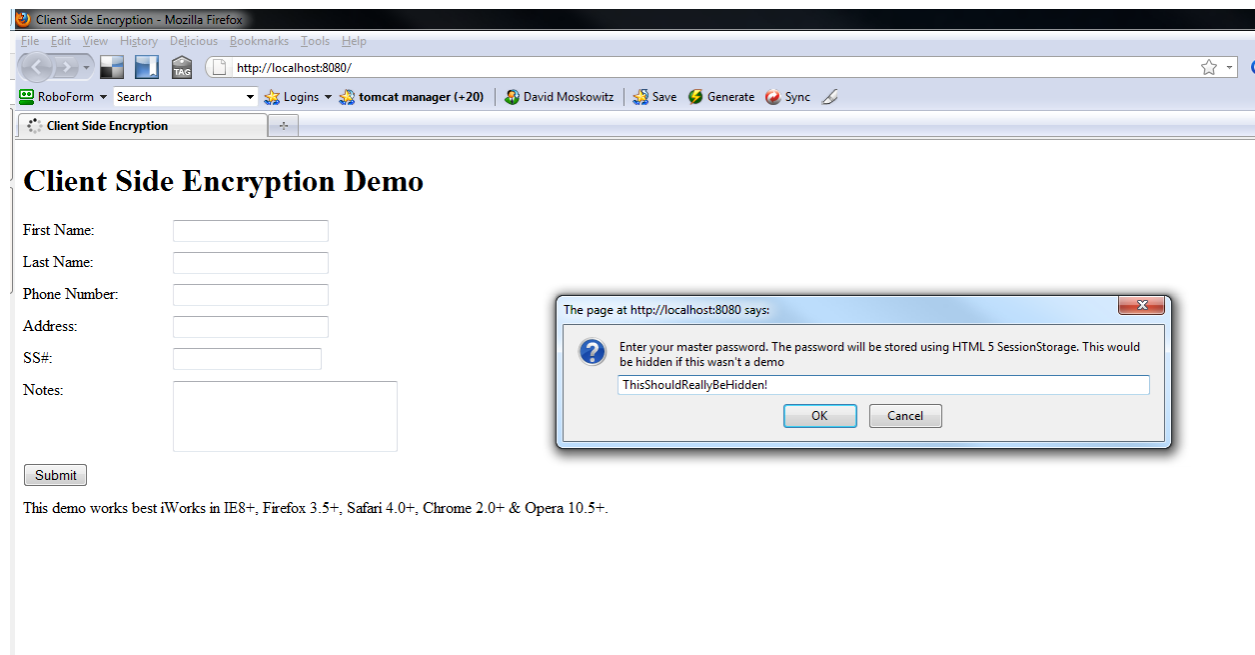 Client Side Encryption - Mozilla Firefox
File Edit View History Delicious Bookmarks Tools Help
TAG http://localhost:8080/
RoboForm Search Logins tomcat manager (+20) David Moskowitz Save Generate Sync
Client Side Encryption
Client Side Encryption Demo
First Name:
Last Name:
Phone Number:
Address:
SS#:
Notes:
Submit
This demo works best iWorks in IE8+, Firefox 3.5+, Safari 4.0+, Chrome 2.0+ & Opera 10.5+.
The page at http://localhost:8080 says:
Enter your master password. The password will be stored using HTML 5 SessionStorage. This would
be hidden if this wasn't a demo
ThisShouldReallyBeHidden!
OK Cancel